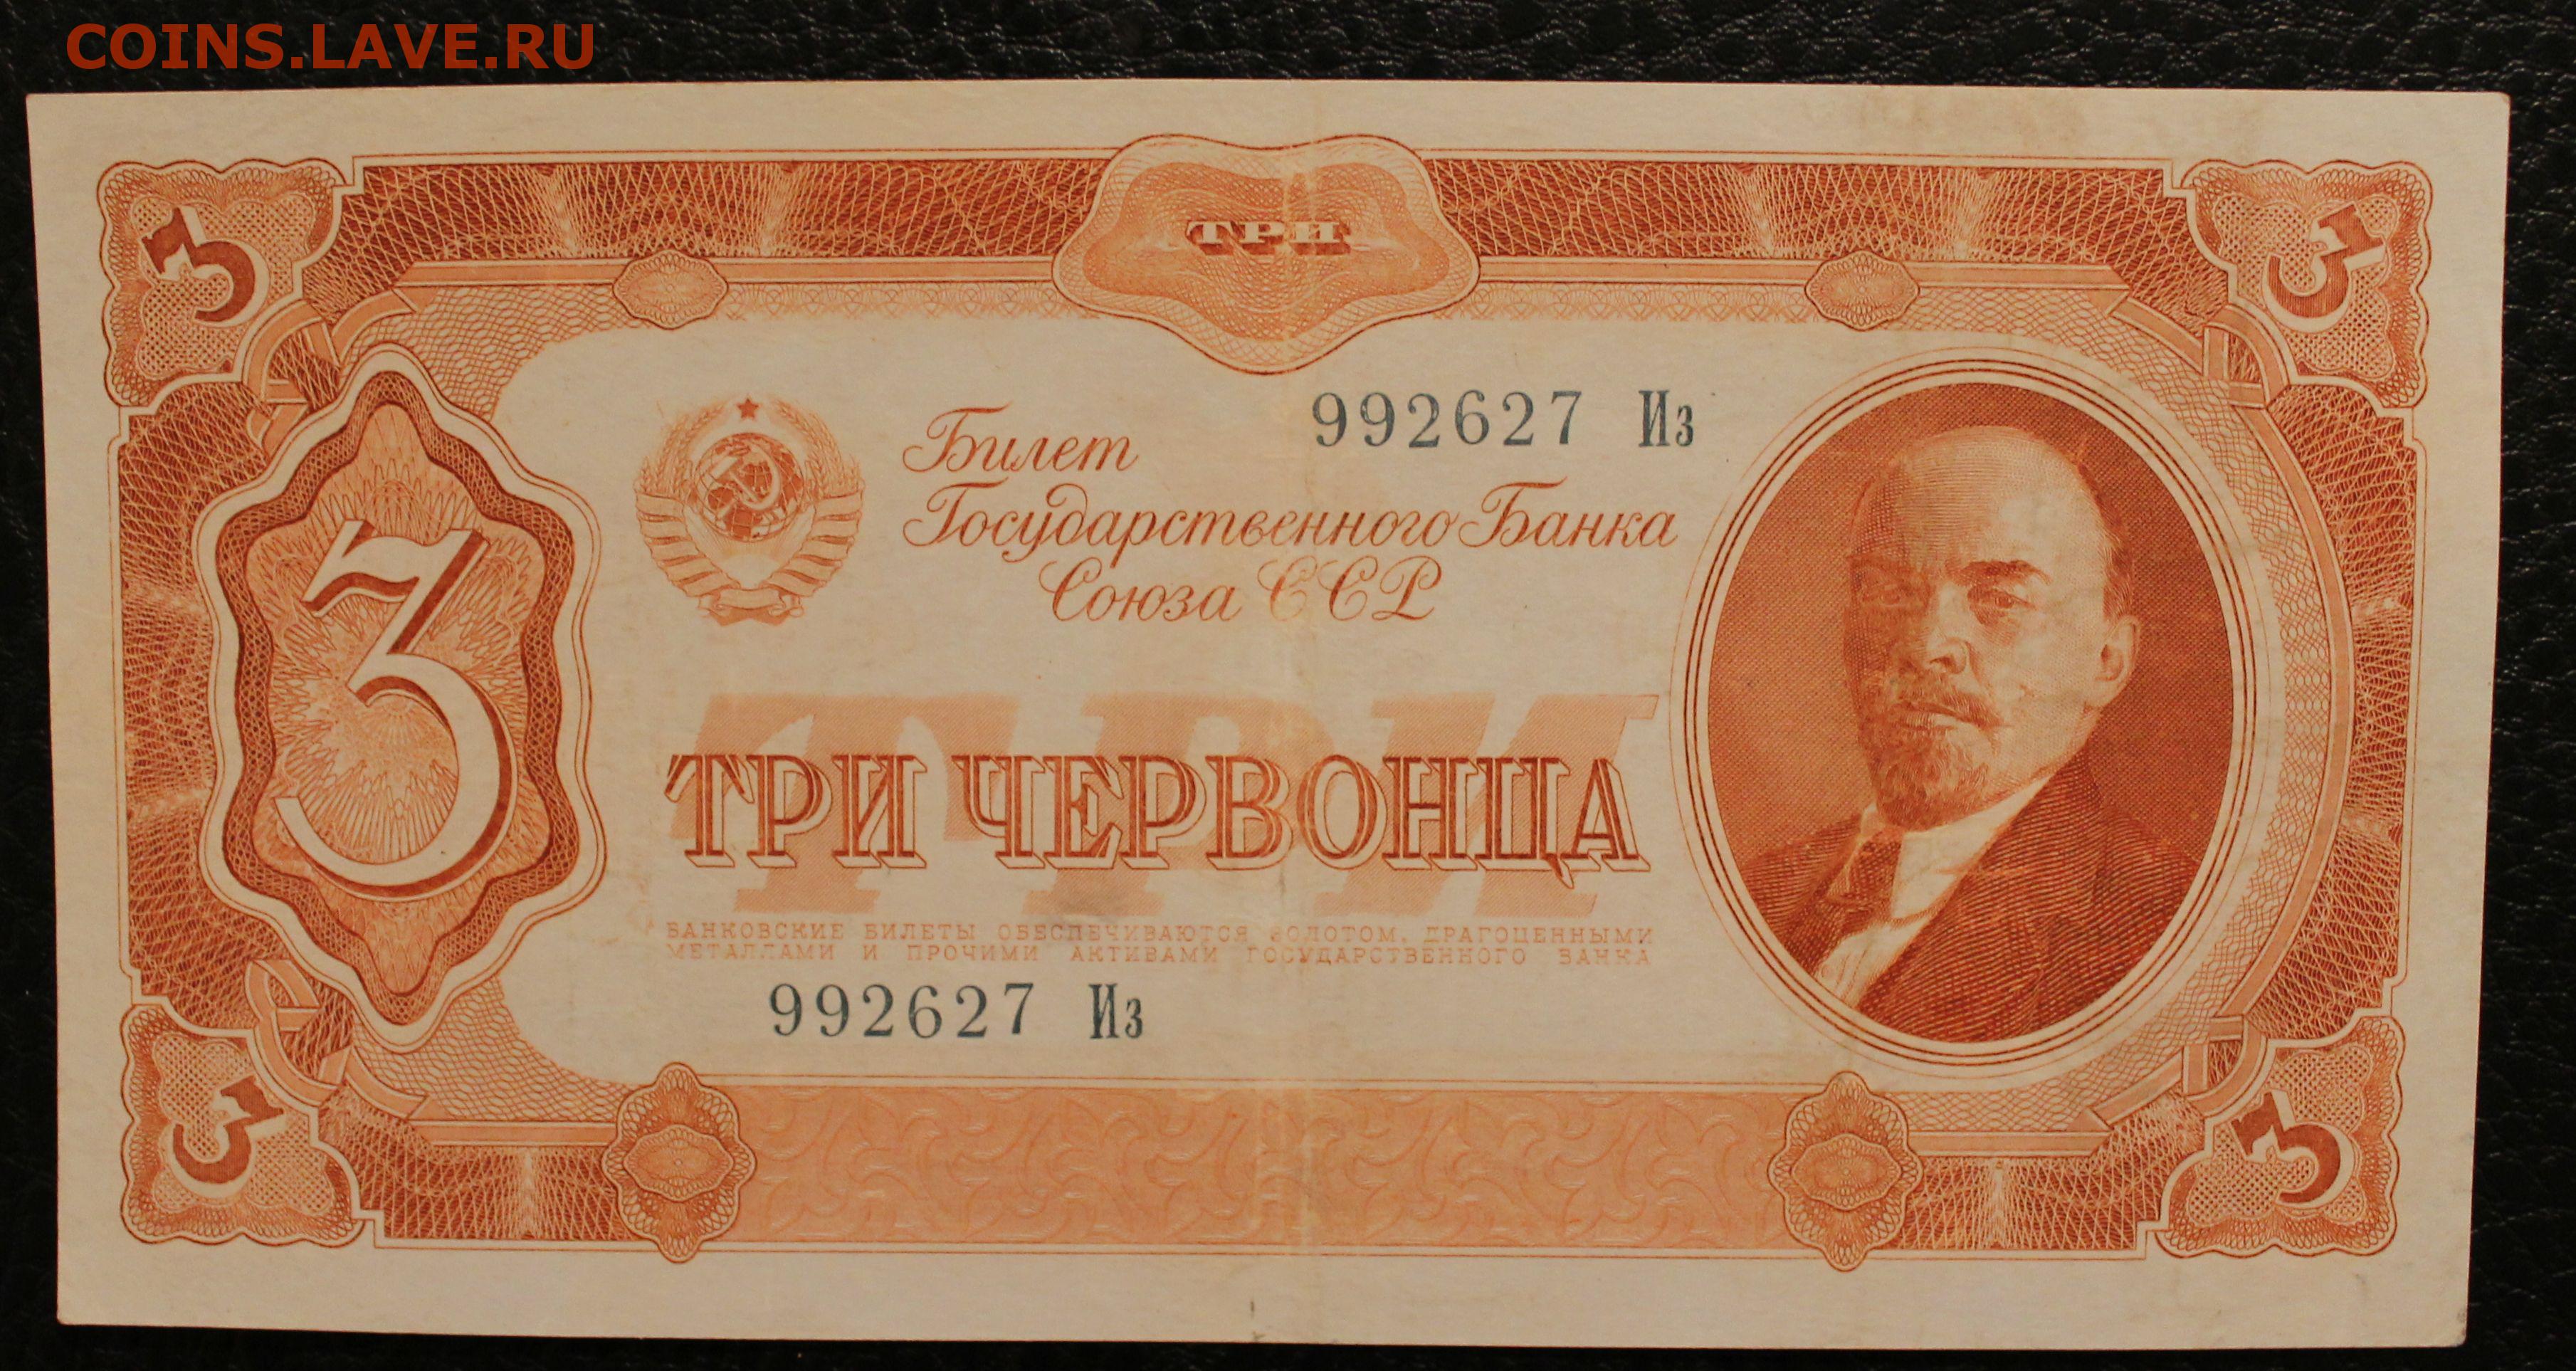 COINS.LAVE.RU
3
ТРИ
3
992627 Из
Билет
Государственного Банка
Союза ССР
3
ТРИ
ТРИ ЧЕРВОНЦА
БАНКОВСКИЕ БИЛЕТЫ ОБЕСПЕЧИВАЮТСЯ ЗОЛОТОМ, ДРАГОЦЕННЫМИ
МЕТАЛЛАМИ И ПРОЧИМИ АКТИВАМИ ГОСУДАРСТВЕННОГО БАНКА
992627 Из
3
3